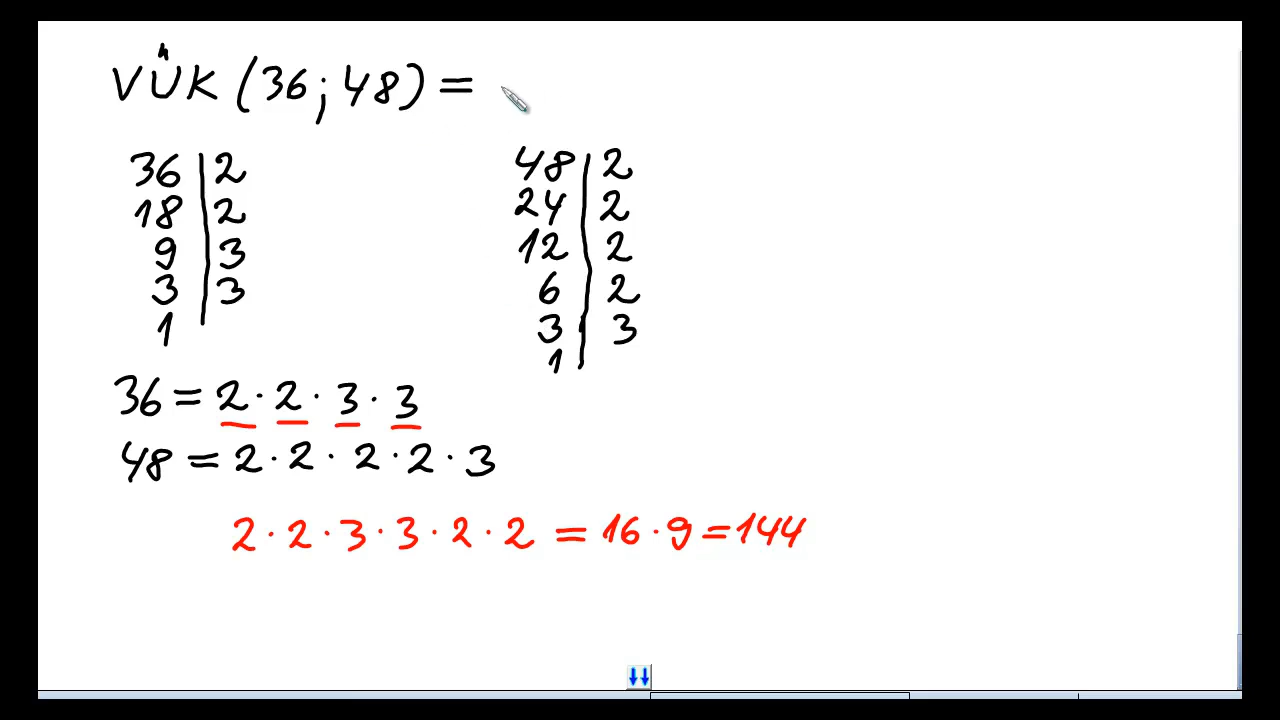 VÜK (36 ; 48) =
36 | 2
18 | 2
9 | 3
3 | 3
1
48 | 2
24 | 2
12 | 2
6 | 2
3 | 3
1
36 = 2 · 2 · 3 · 3
48 = 2 · 2 · 2 · 2 · 3
2 · 2 · 3 · 3 · 2 · 2 = 16 · 9 = 144